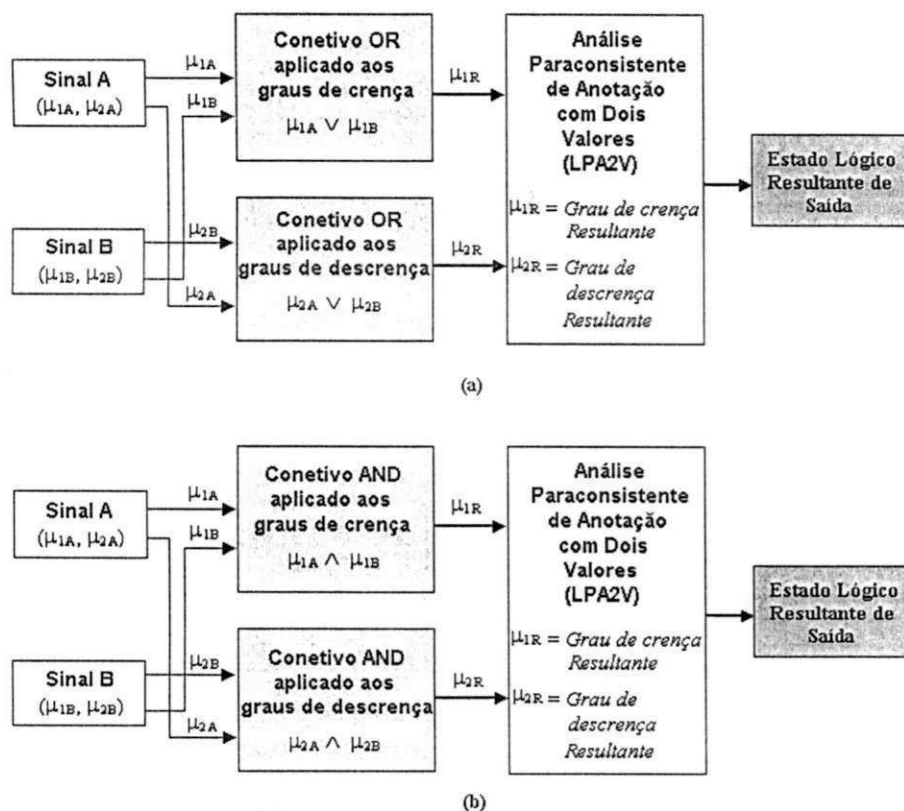 Sinal A
(μ1A, μ2A)
μ1A
μ1B
Conetivo OR
aplicado aos
graus de crença
μ1A ∨ μ1B
μ1R
Sinal B
(μ1B, μ2B)
μ2B
μ2A
Conetivo OR
aplicado aos
graus de descrença
μ2A ∨ μ2B
μ2R
Análise
Paraconsistente
de Anotação
com Dois
Valores
(LPA2V)
μ1R = Grau de crença
Resultante
μ2R = Grau de
descrença
Resultante
Estado Lógico
Resultante de
Saída
(a)
Sinal A
(μ1A, μ2A)
μ1A
μ1B
Conetivo AND
aplicado aos
graus de crença
μ1A ∧ μ1B
μ1R
Sinal B
(μ1B, μ2B)
μ2B
μ2A
Conetivo AND
aplicado aos
graus de descrença
μ2A ∧ μ2B
μ2R
Análise
Paraconsistente
de Anotação
com Dois
Valores
(LPA2V)
μ1R = Grau de crença
Resultante
μ2R = Grau de
descrença
Resultante
Estado Lógico
Resultante de
Saída
(b)